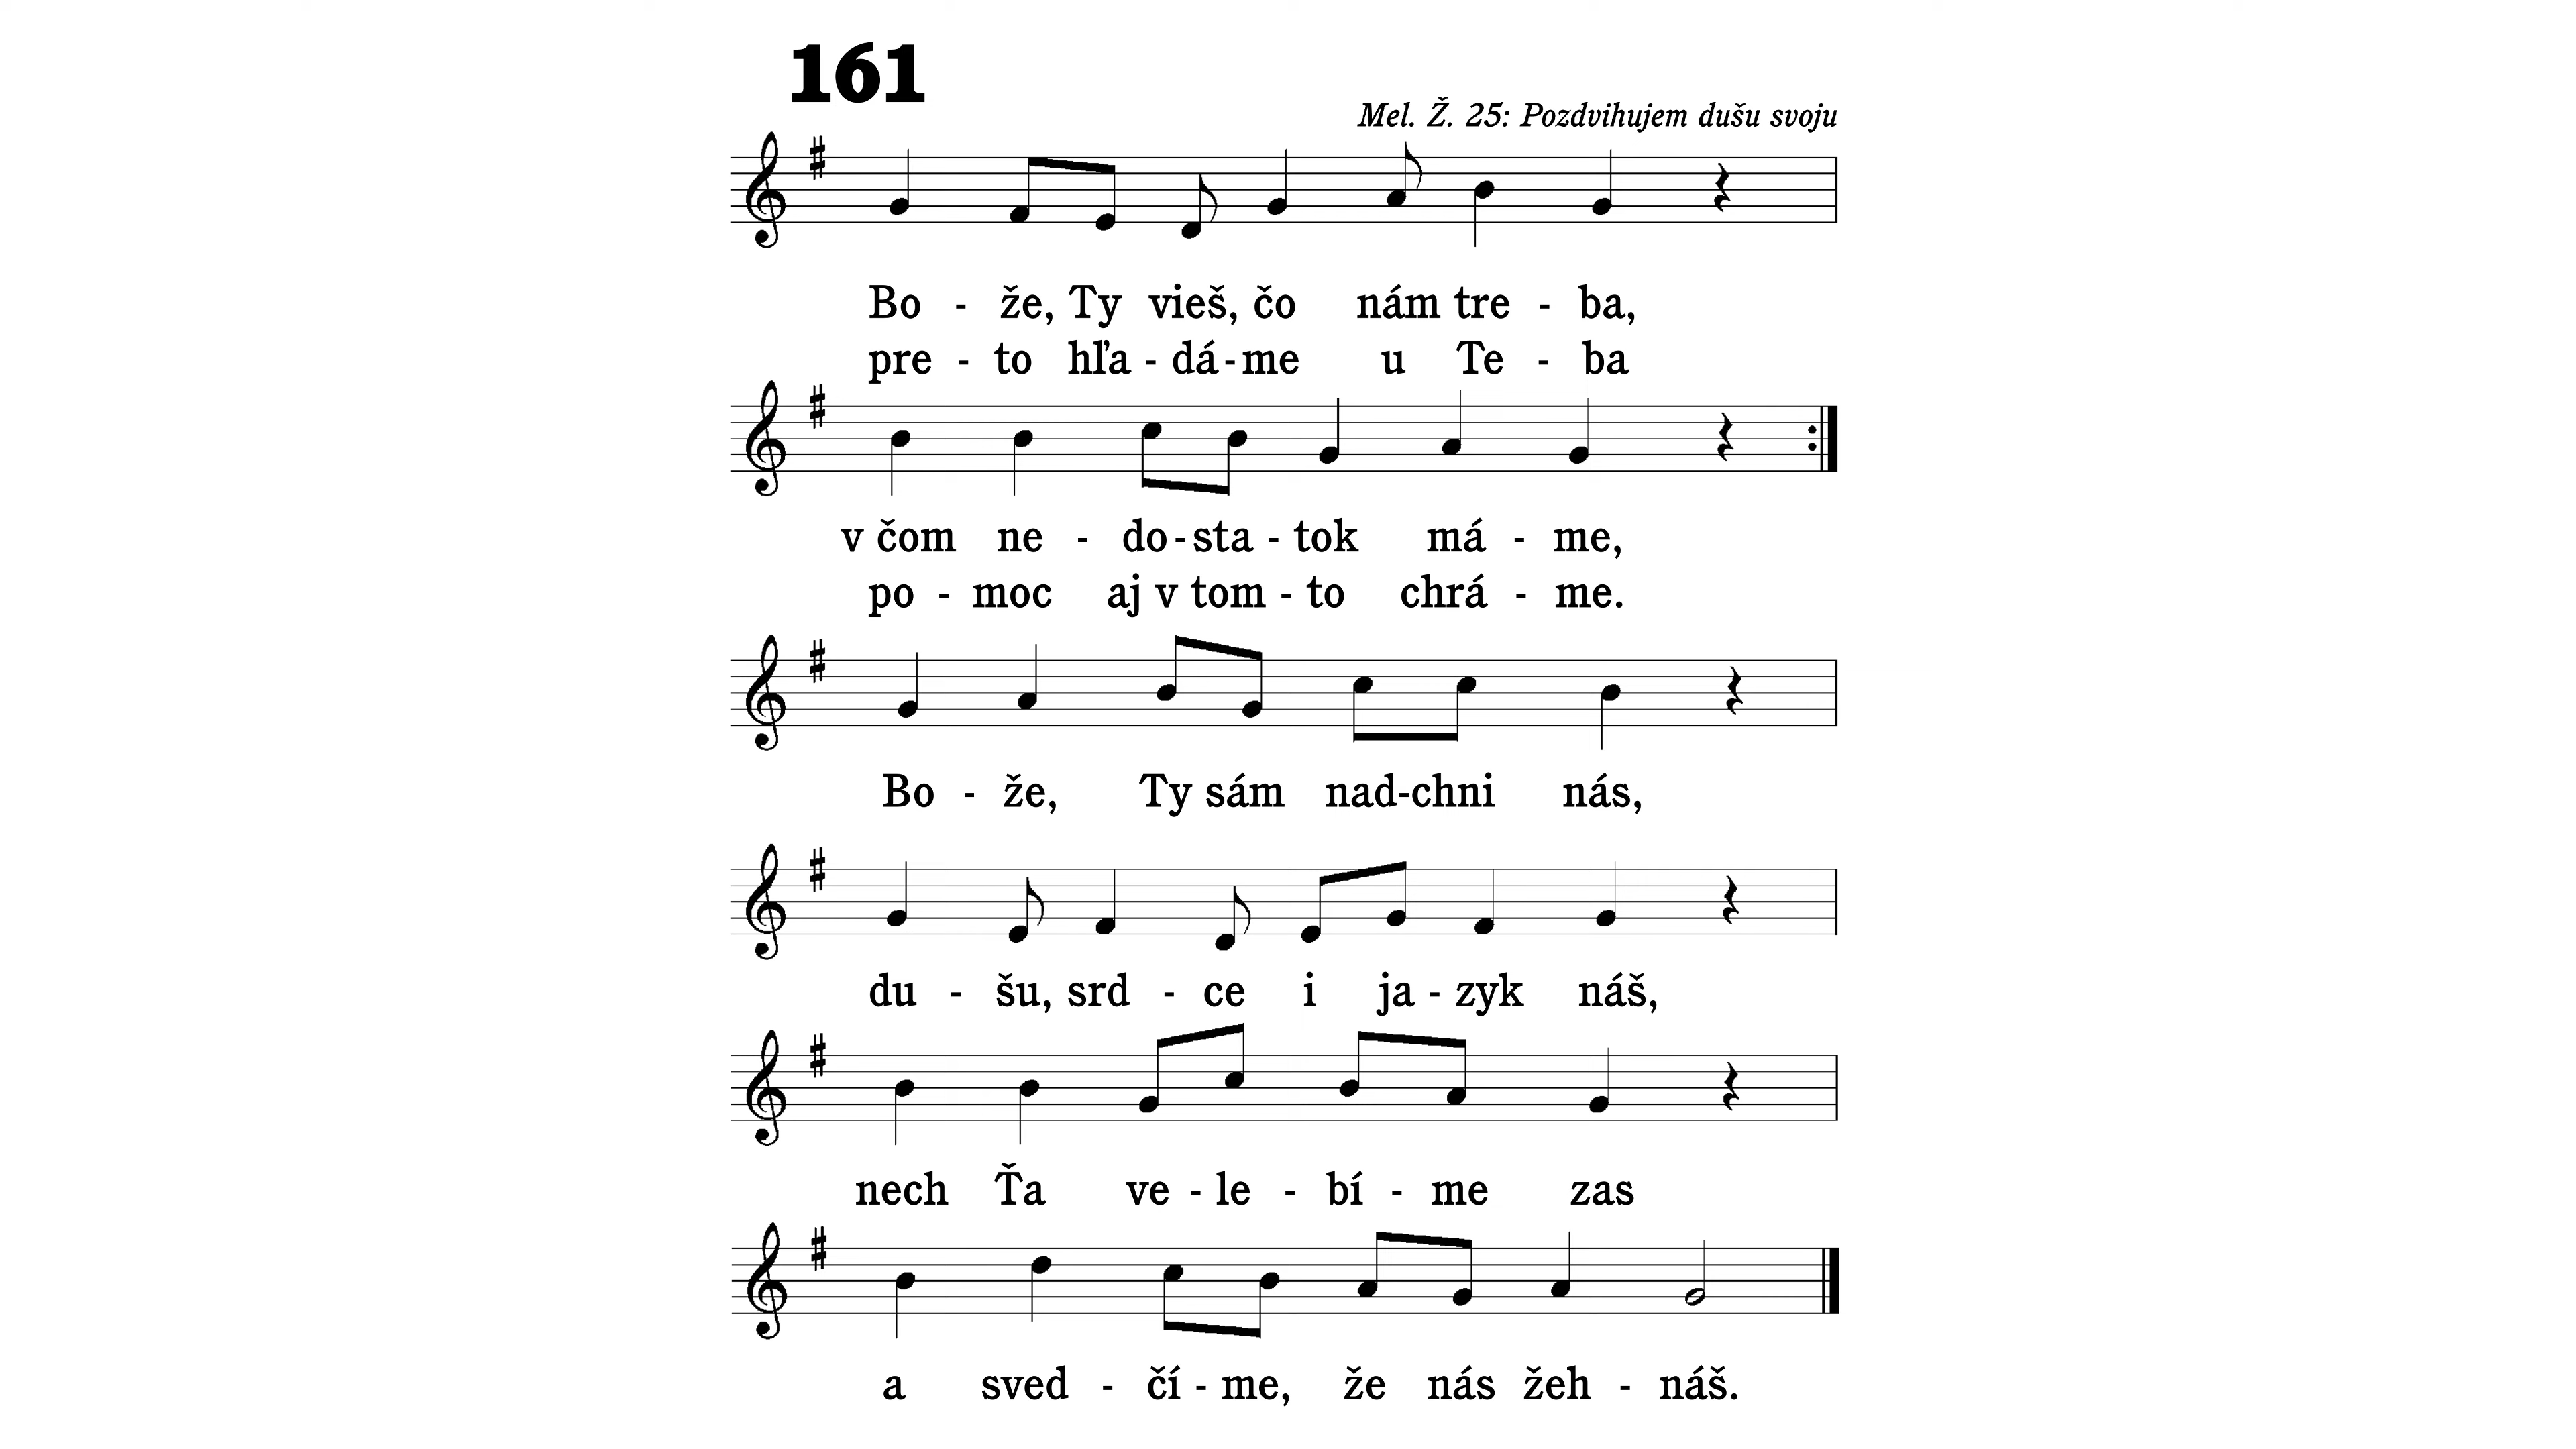 161
Mel. Ž. 25: Pozdvihujem dušu svoju
Bo - že, Ty vieš, čo nám tre - ba,
pre - to hľa - dá - me u Te - ba
v čom ne - do - sta - tok má - me,
po - moc aj v tom - to chrá - me.
Bo - že, Ty sám nad - chni nás,
du - šu, srd - ce i ja - zyk náš,
nech Ťa ve - le - bí - me zas
a sved - čí - me, že nás žeh - náš.